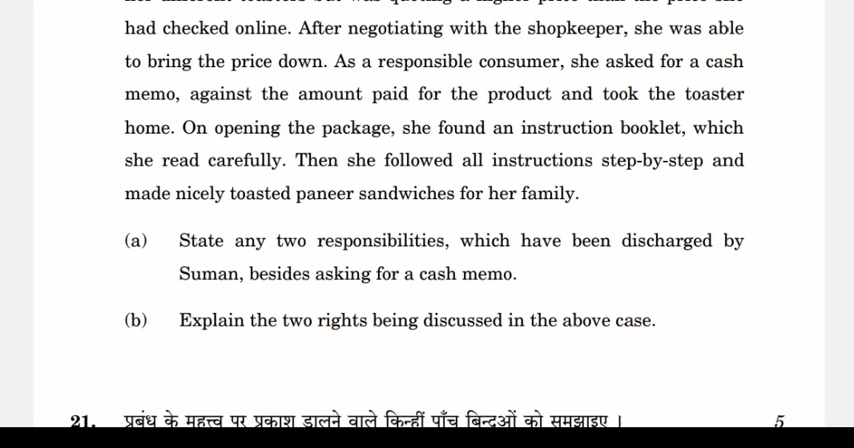 had checked online. After negotiating with the shopkeeper, she was able
to bring the price down. As a responsible consumer, she asked for a cash
memo, against the amount paid for the product and took the toaster
home. On opening the package, she found an instruction booklet, which
she read carefully. Then she followed all instructions step-by-step and
made nicely toasted paneer sandwiches for her family.
(a) State any two responsibilities, which have been discharged by
Suman, besides asking for a cash memo.
(b) Explain the two rights being discussed in the above case.
21. प्रबंध के महत्त्व पर प्रकाश डालने वाले किन्हीं पाँच बिन्दुओं को समझाइए । 5